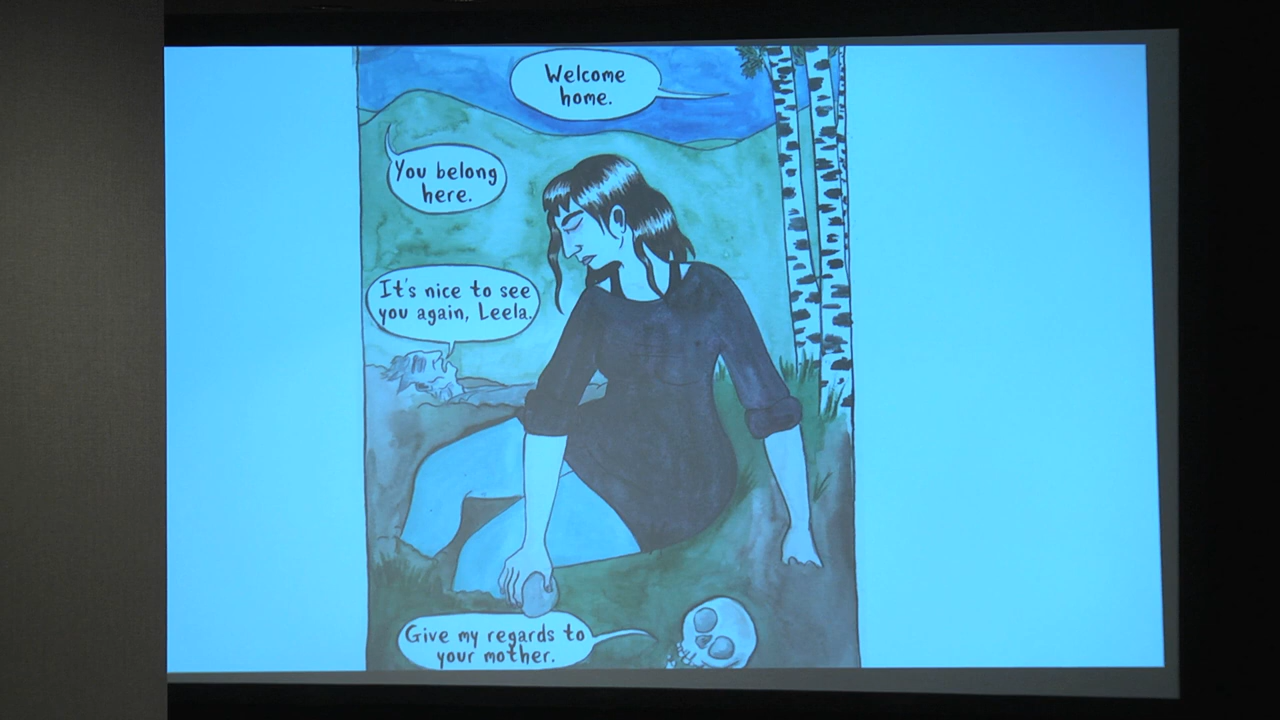 Welcome
home.
You belong
here.
It's nice to see
you again, Leela.
Give my regards to
your mother.